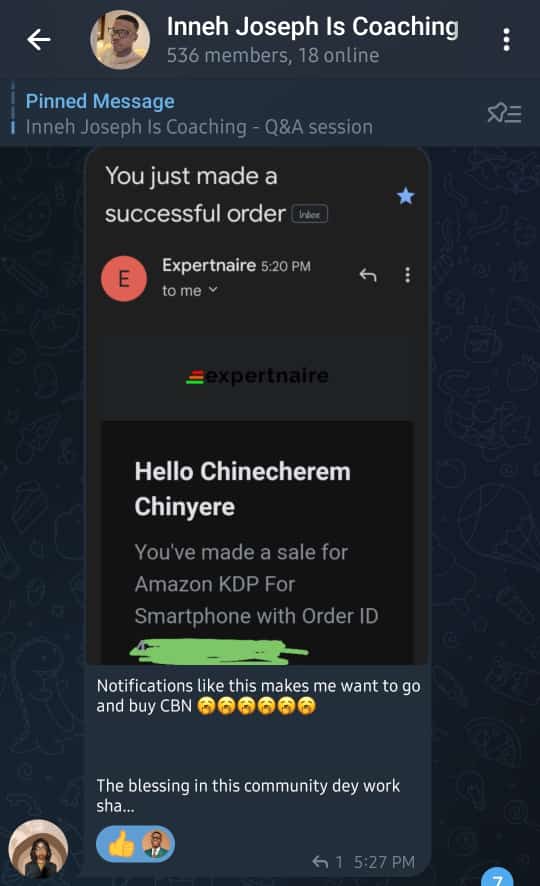 Inneh Joseph Is Coaching
536 members, 18 online
Pinned Message
Inneh Joseph Is Coaching - Q&A session
You just made a
successful order Inbox
E
Expertnaire 5:20 PM
to me
expertnaire
Hello Chinecherem
Chinyere
You've made a sale for
Amazon KDP For
Smartphone with Order ID
Notifications like this makes me want to go
and buy CBN 😭😭😭😭😭😭
The blessing in this community dey work
sha...
1 5:27 PM
7